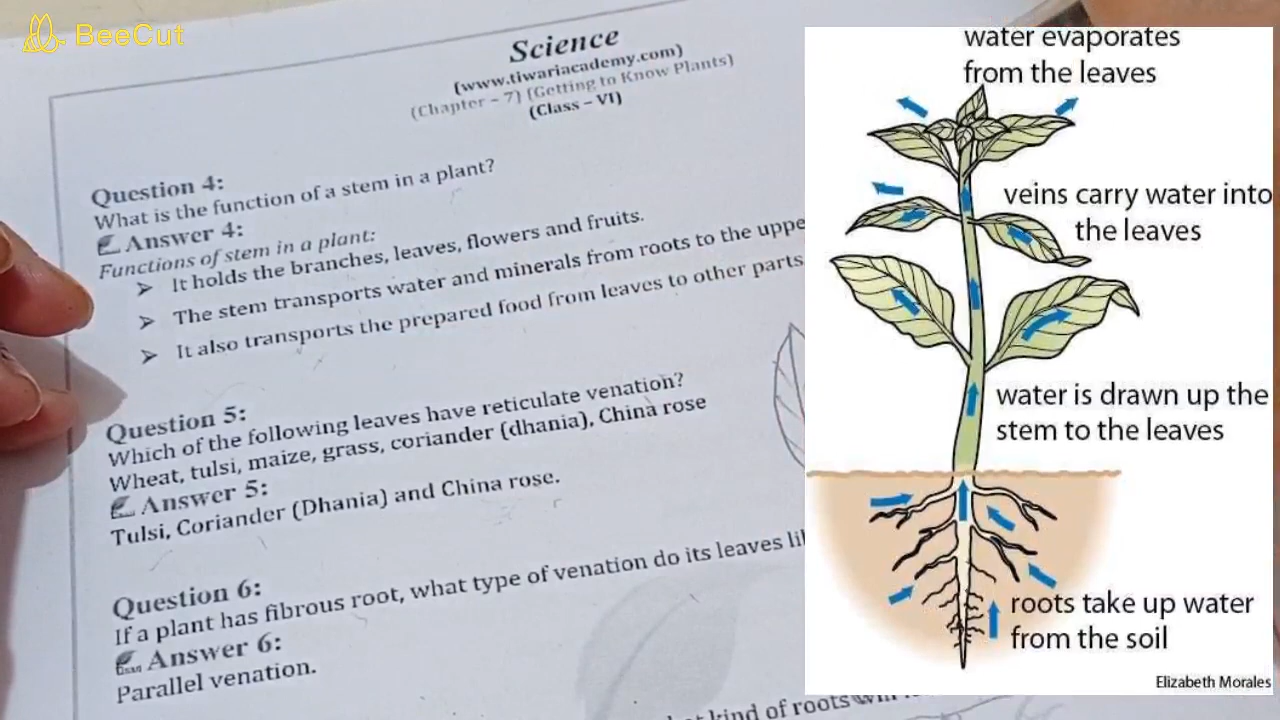 BeeCut
Science
(www.tiwariacademy.com)
(Chapter – 7) (Getting to Know Plants)
(Class – VI)
Question 4:
What is the function of a stem in a plant?
Answer 4:
Functions of stem in a plant:
➢ It holds the branches, leaves, flowers and fruits.
➢ The stem transports water and minerals from roots to the uppe
➢ It also transports the prepared food from leaves to other parts
Question 5:
Which of the following leaves have reticulate venation?
Wheat, tulsi, maize, grass, coriander (dhania), China rose
Answer 5:
Tulsi, Coriander (Dhania) and China rose.
Question 6:
If a plant has fibrous root, what type of venation do its leaves
Answer 6:
Parallel venation.
kind of roots
water evaporates
from the leaves
veins carry water into
the leaves
water is drawn up the
stem to the leaves
roots take up water
from the soil
Elizabeth Morales